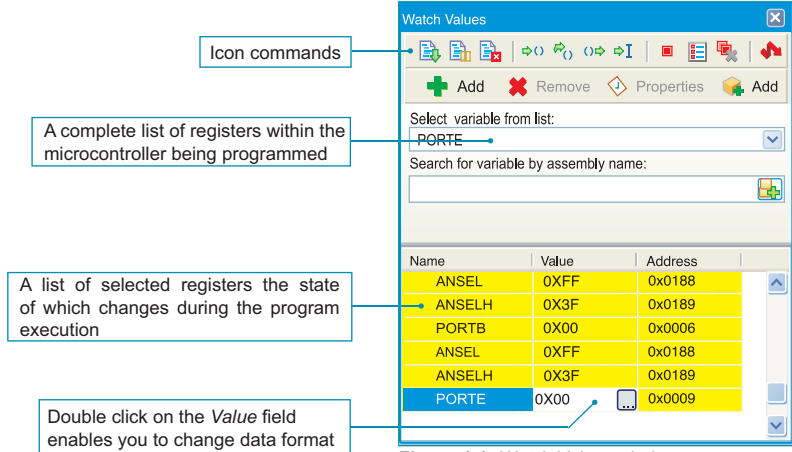 Watch Values
Icon commands
Add Remove Properties Add
Select variable from list:
A complete list of registers within the
microcontroller being programmed
PORTE
Search for variable by assembly name:
Name Value Address
ANSEL 0XFF 0x0188
A list of selected registers the state
of which changes during the program
execution
ANSELH 0X3F 0x0189
PORTB 0X00 0x0006
ANSEL 0XFF 0x0188
ANSELH 0X3F 0x0189
PORTE 0X00 ... 0x0009
Double click on the Value field
enables you to change data format